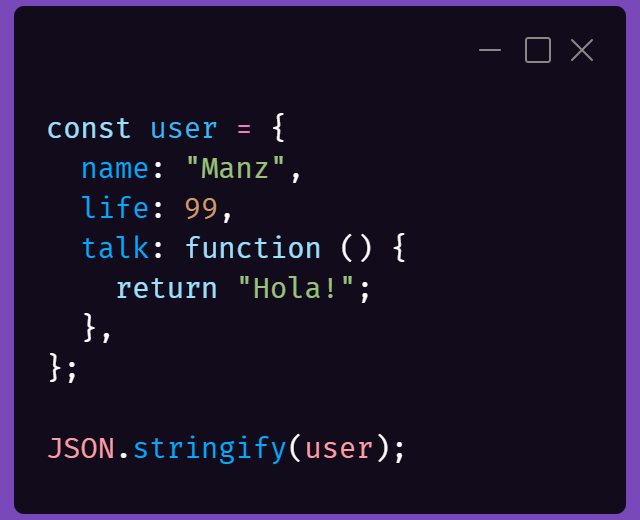 const user = {
  name: "Manz",
  life: 99,
  talk: function () {
    return "Hola!";
  },
};
JSON.stringify(user);